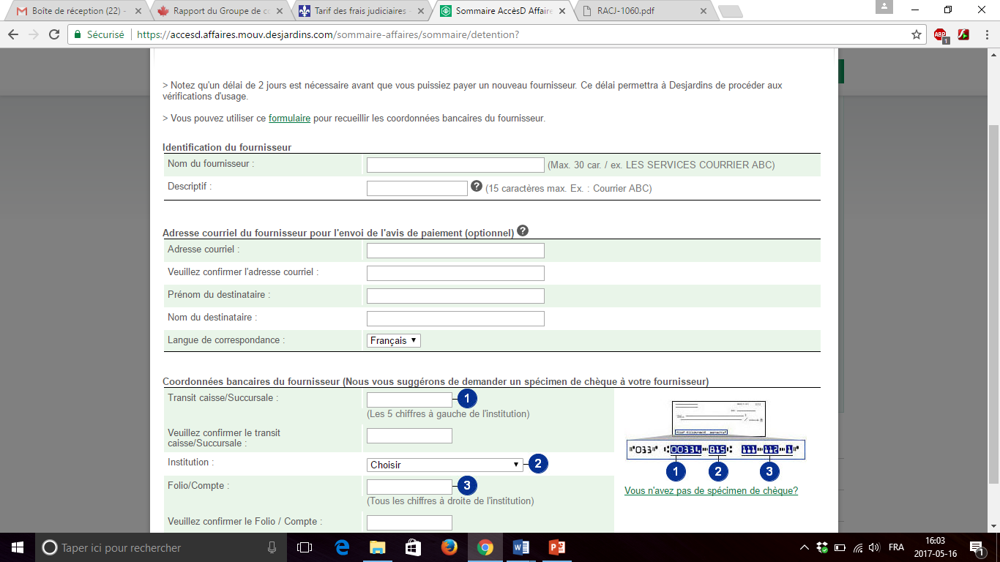 Boîte de réception (22) -
Rapport du Groupe de c
Tarif des frais judiciaires
Sommaire AccèsD Affaire
RACJ-1060.pdf
Sécurisé
https://accesd.affaires.mouv.desjardins.com/sommaire-affaires/sommaire/detention?
ABP
1
> Notez qu'un délai de 2 jours est nécessaire avant que vous puissiez payer un nouveau fournisseur. Ce délai permettra à Desjardins de procéder aux
vérifications d'usage.
> Vous pouvez utiliser ce formulaire pour recueillir les coordonnées bancaires du fournisseur.
Identification du fournisseur
Nom du fournisseur : (Max. 30 car. / ex. LES SERVICES COURRIER ABC)
Descriptif : ? (15 caractères max. Ex. : Courrier ABC)
Adresse courriel du fournisseur pour l'envoi de l'avis de paiement (optionnel) ?
Adresse courriel :
Veuillez confirmer l'adresse courriel :
Prénom du destinataire :
Nom du destinataire :
Langue de correspondance : Français
Coordonnées bancaires du fournisseur (Nous vous suggérons de demander un spécimen de chèque à votre fournisseur)
Transit caisse/Succursale : 1
(Les 5 chiffres à gauche de l'institution)
Veuillez confirmer le transit
caisse/Succursale :
Institution : Choisir 2
Folio/Compte : 3
(Tous les chiffres à droite de l'institution)
Veuillez confirmer le Folio / Compte :
033 00334 815 111 112 1
1 2 3
Vous n'avez pas de spécimen de chèque?
Taper ici pour rechercher
FRA
16:03
2017-05-16
1